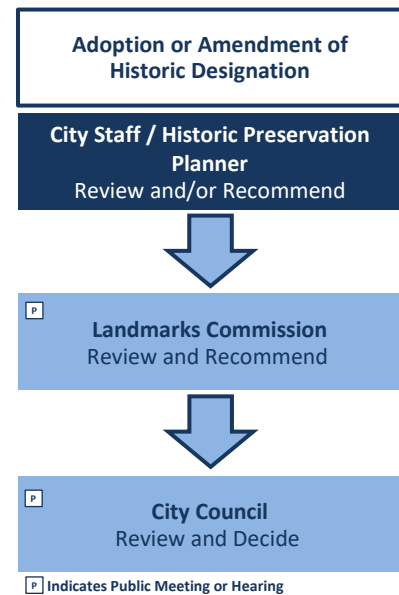 Adoption or Amendment of
Historic Designation
City Staff / Historic Preservation
Planner
Review and/or Recommend
P
Landmarks Commission
Review and Recommend
P
City Council
Review and Decide
P Indicates Public Meeting or Hearing